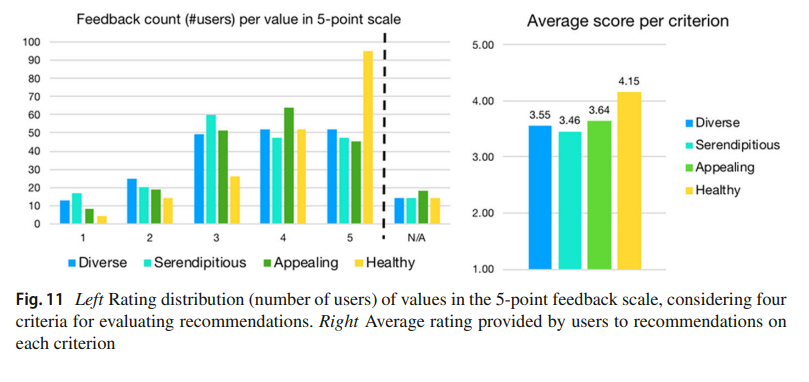 Feedback count (#users) per value in 5-point scale
100
90
80
70
60
50
40
30
20
10
0
1 2 3 4 5 N/A
Diverse Serendipitious Appealing Healthy
Average score per criterion
5.00
4.00
3.00
2.00
1.00
3.55 3.46 3.64 4.15
Diverse
Serendipitious
Appealing
Healthy
Fig. 11 Left Rating distribution (number of users) of values in the 5-point feedback scale, considering four
criteria for evaluating recommendations. Right Average rating provided by users to recommendations on
each criterion